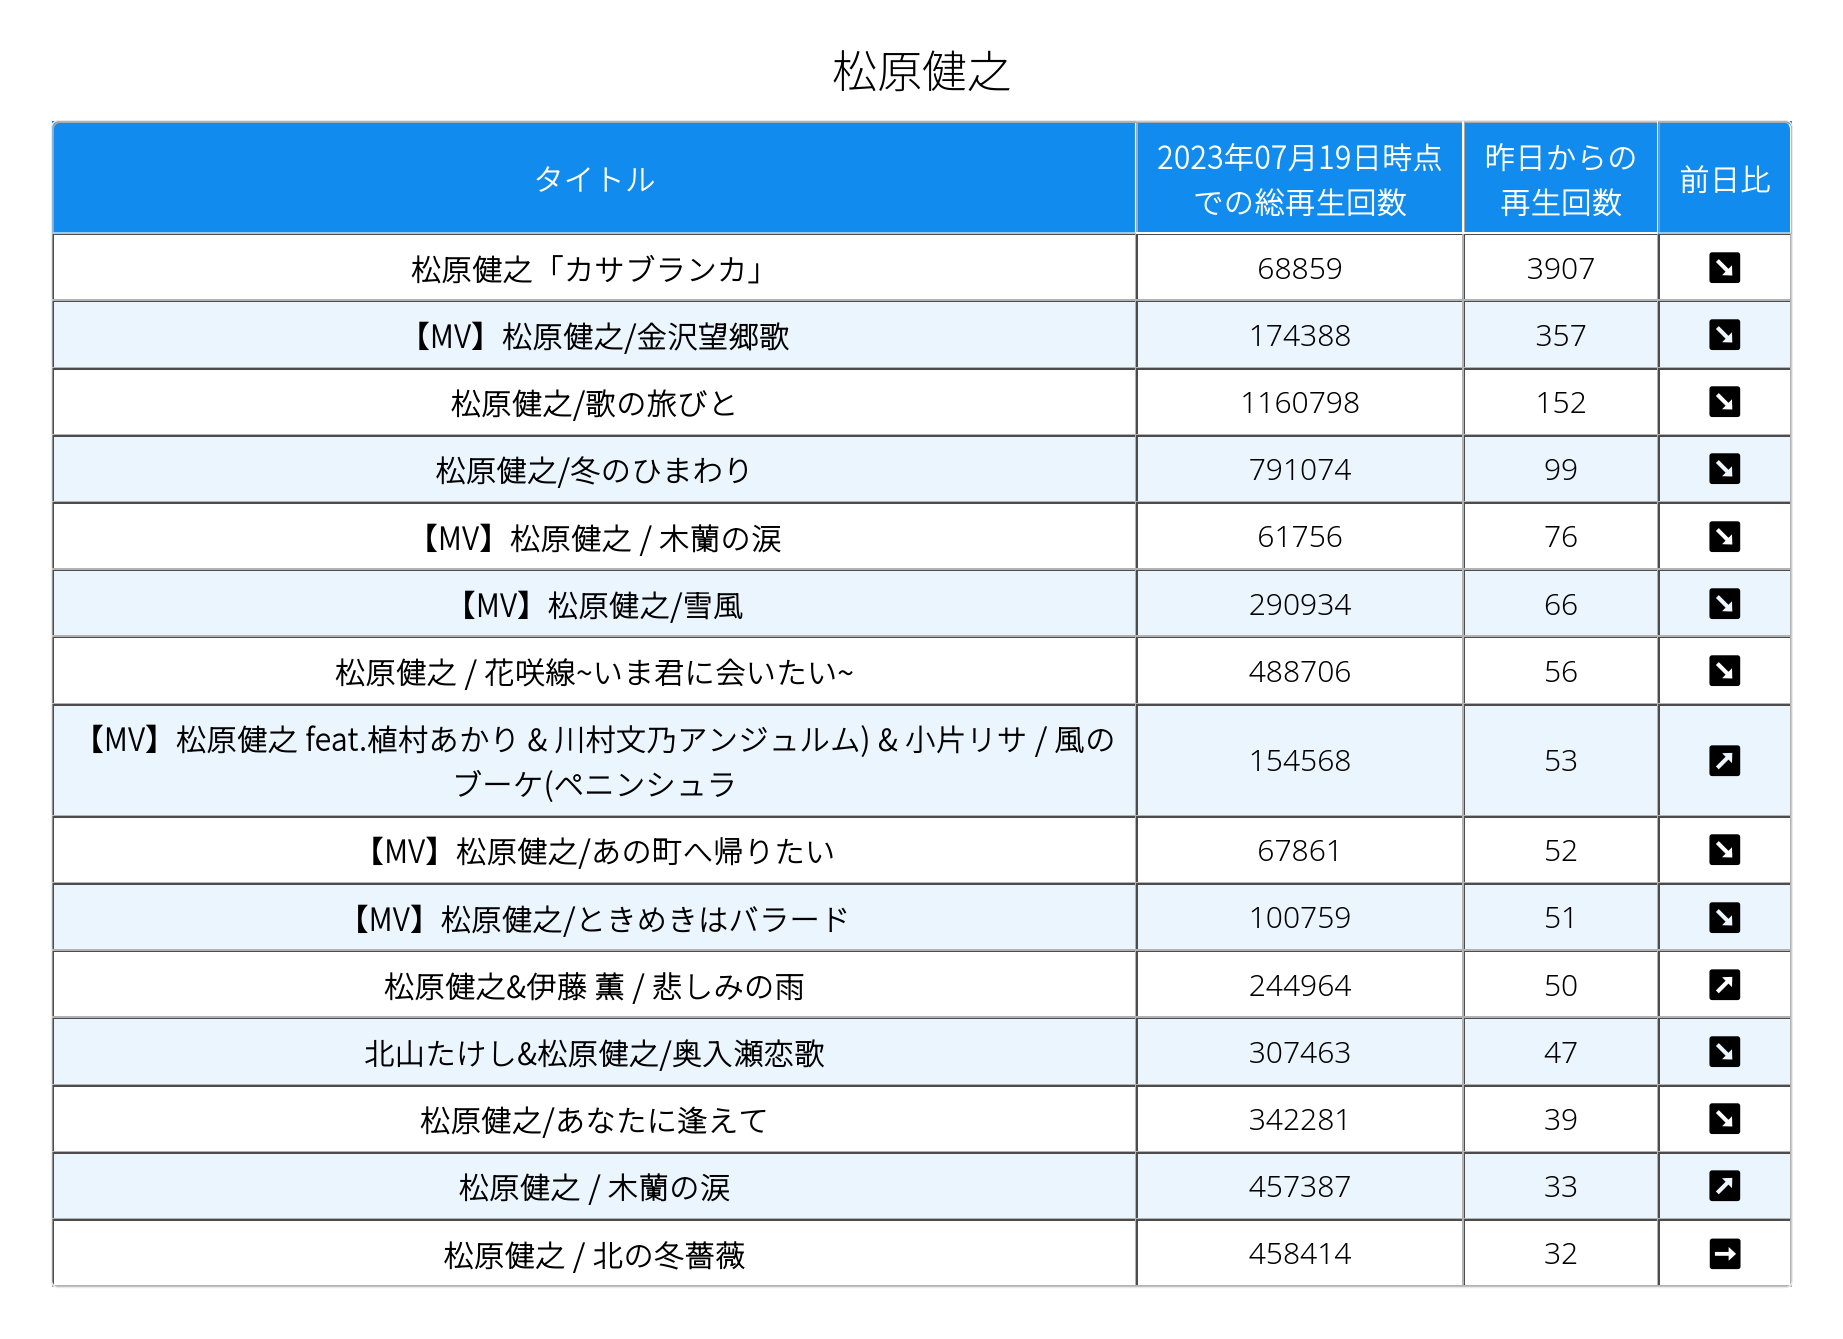 松原健之
タイトル
2023年07月19日時点
での総再生回数
昨日からの
再生回数
前日比
松原健之「カサブランカ」 68859 3907
【MV】松原健之/金沢望郷歌 174388 357
松原健之/歌の旅びと 1160798 152
松原健之/冬のひまわり 791074 99
【MV】松原健之 / 木蘭の涙 61756 76
【MV】松原健之/雪風 290934 66
松原健之 / 花咲線~いま君に会いたい~ 488706 56
【MV】松原健之 feat.植村あかり & 川村文乃アンジュルム) & 小片リサ / 風の
ブーケ(ペニンシュラ
154568 53
【MV】松原健之/あの町へ帰りたい 67861 52
【MV】松原健之/ときめきはバラード 100759 51
松原健之&伊藤 薫 / 悲しみの雨 244964 50
北山たけし&松原健之/奥入瀬恋歌 307463 47
松原健之/あなたに逢えて 342281 39
松原健之 / 木蘭の涙 457387 33
松原健之 / 北の冬薔薇 458414 32